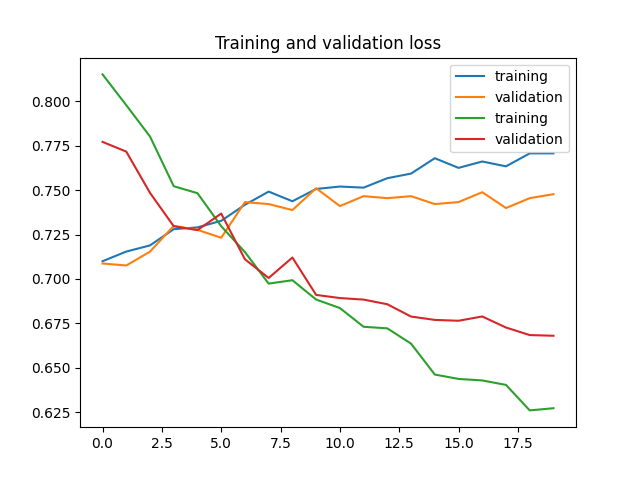 Training and validation loss
training
validation
training
validation
0.800
0.775
0.750
0.725
0.700
0.675
0.650
0.625
0.0 2.5 5.0 7.5 10.0 12.5 15.0 17.5